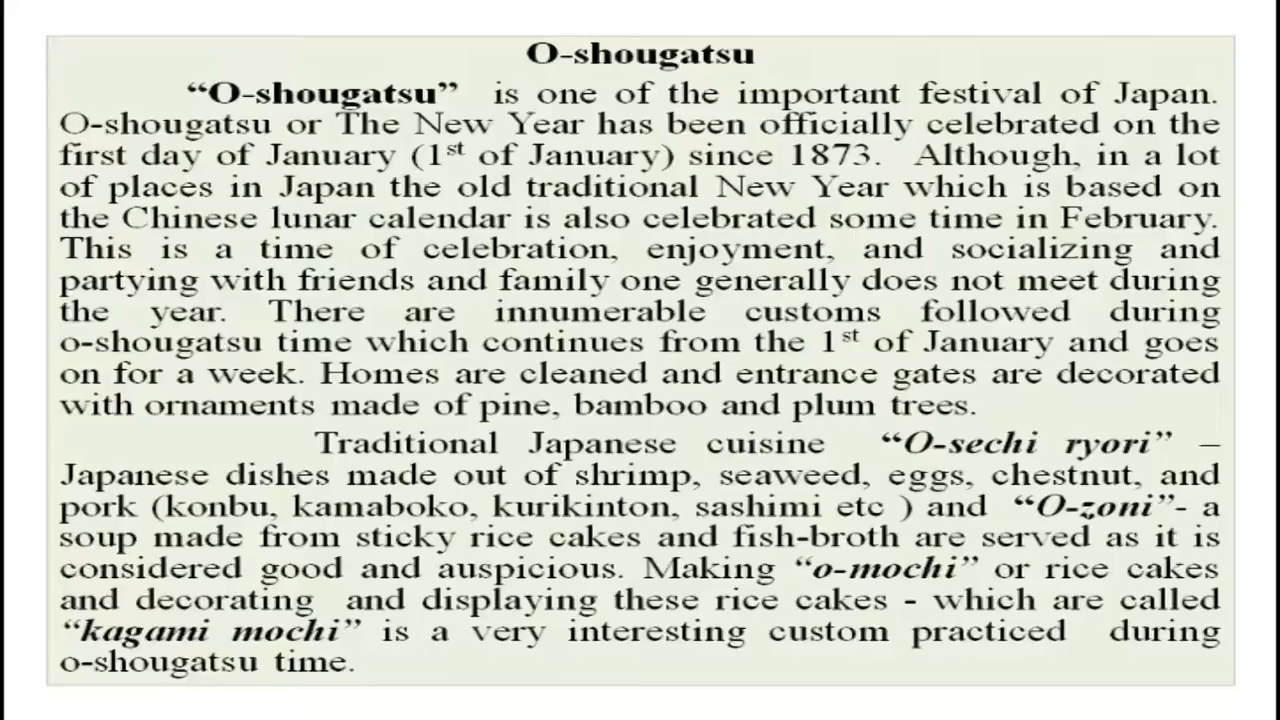 O-shougatsu
“O-shougatsu” is one of the important festival of Japan.
O-shougatsu or The New Year has been officially celebrated on the
first day of January (1st of January) since 1873. Although, in a lot
of places in Japan the old traditional New Year which is based on
the Chinese lunar calendar is also celebrated some time in February.
This is a time of celebration, enjoyment, and socializing and
partying with friends and family one generally does not meet during
the year. There are innumerable customs followed during
o-shougatsu time which continues from the 1st of January and goes
on for a week. Homes are cleaned and entrance gates are decorated
with ornaments made of pine, bamboo and plum trees.
Traditional Japanese cuisine “O-sechi ryori” –
Japanese dishes made out of shrimp, seaweed, eggs, chestnut, and
pork (konbu, kamaboko, kurikinton, sashimi etc ) and “O-zoni”- a
soup made from sticky rice cakes and fish-broth are served as it is
considered good and auspicious. Making “o-mochi” or rice cakes
and decorating and displaying these rice cakes - which are called
“kagami mochi” is a very interesting custom practiced during
o-shougatsu time.